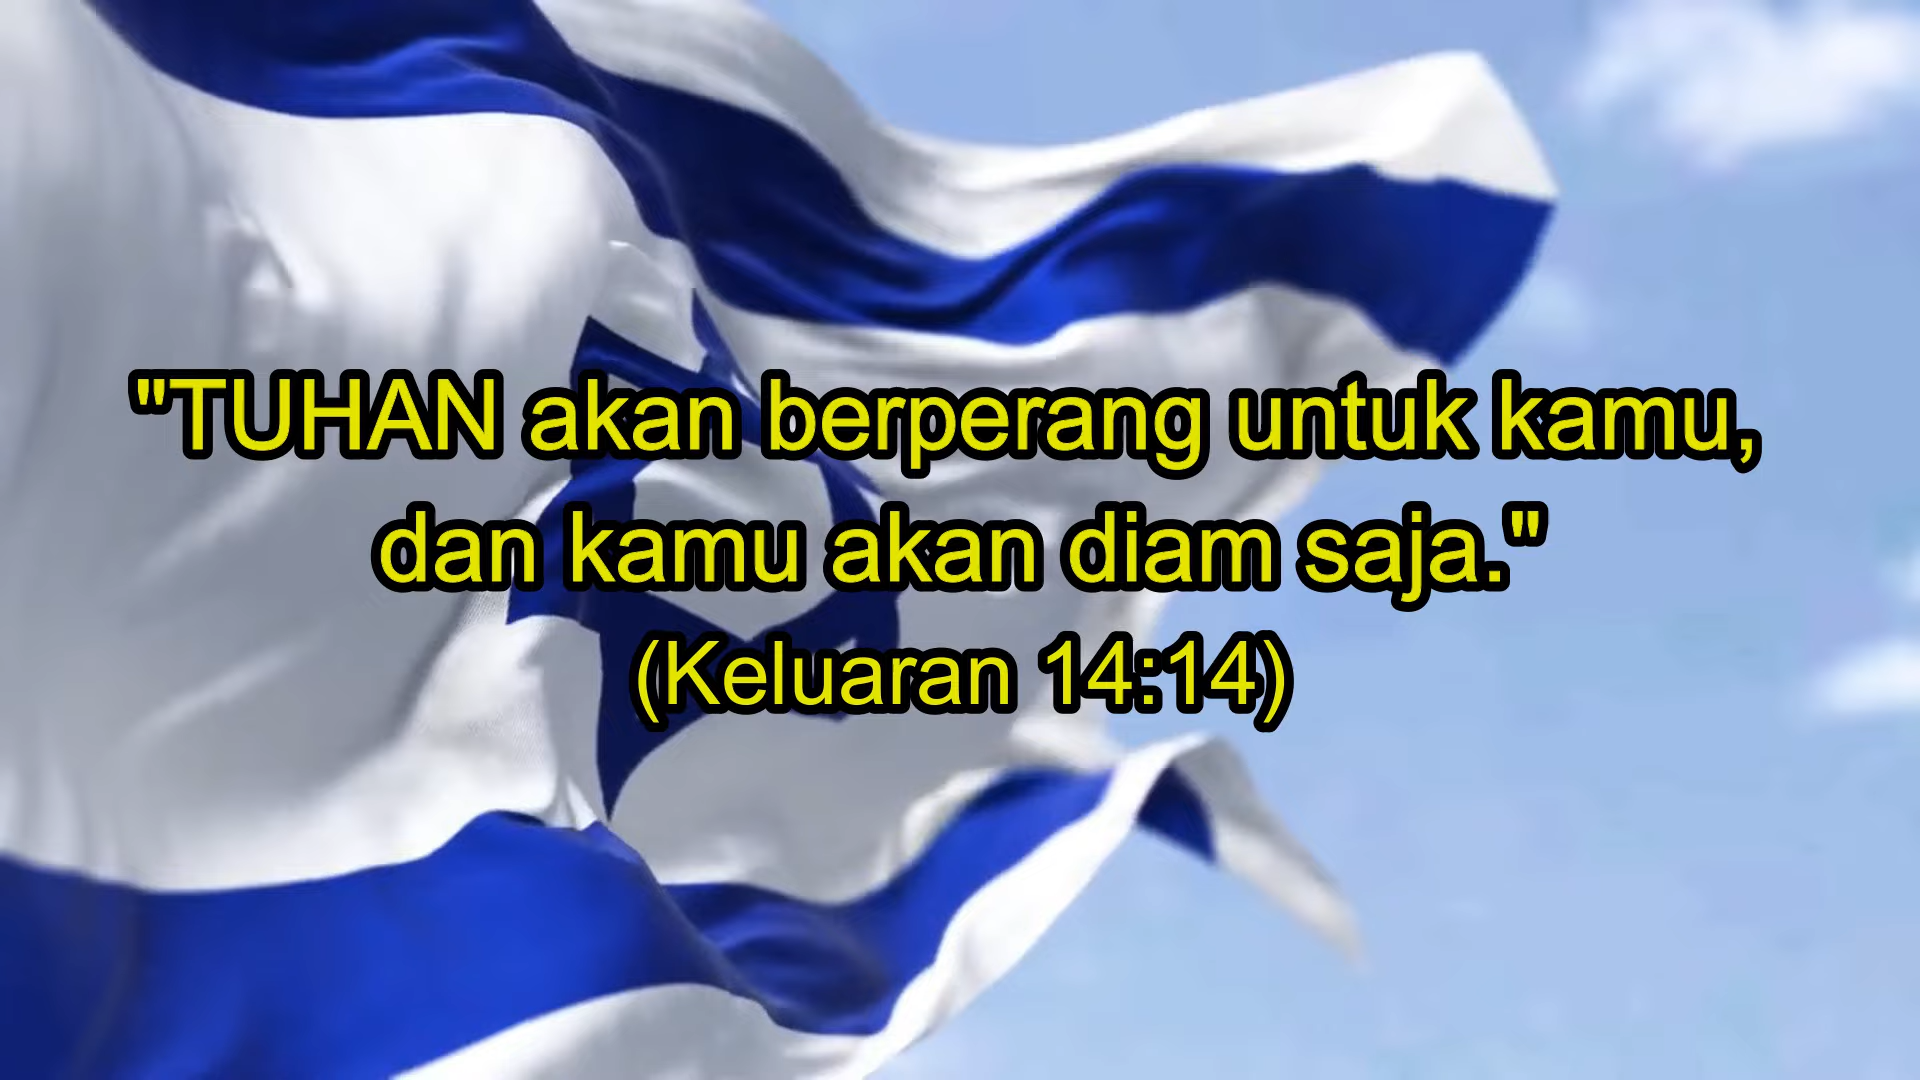 "TUHAN akan berperang untuk kamu,
dan kamu akan diam saja."
(Keluaran 14:14)